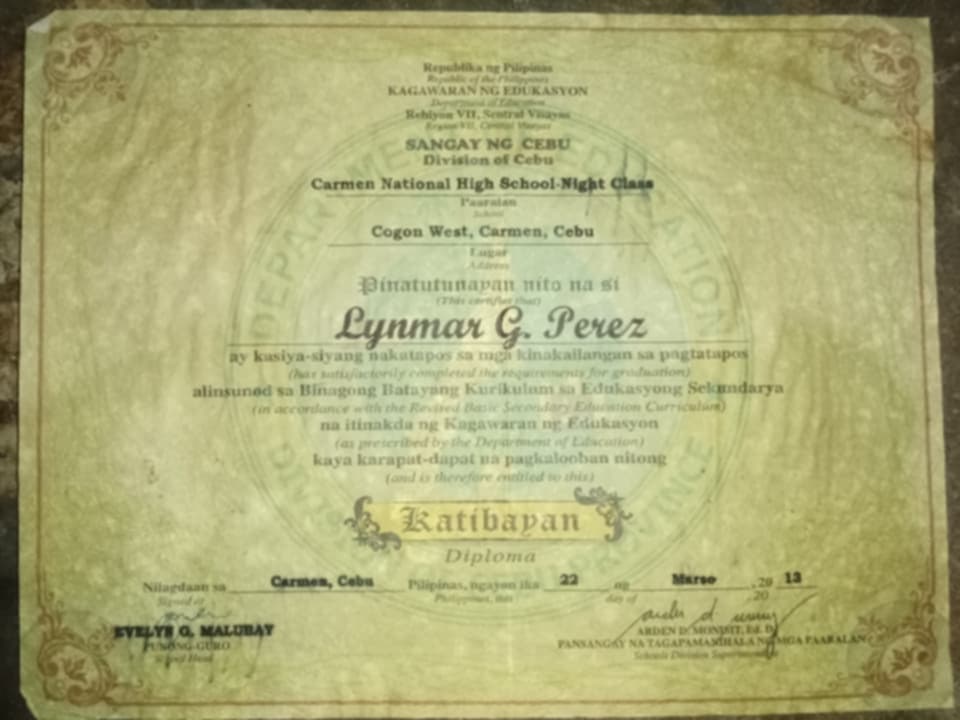 Republika ng Pilipinas
Republic of the Philippines
KAGAWARAN NG EDUKASYON
Department of Education
Rehiyon VII, Sentral Visayas
Region VII, Central Visayas
SANGAY NG CEBU
Division of Cebu
Carmen National High School-Night Class
Paaralan
School
Cogon West, Carmen, Cebu
Lugar
Address
Pinatutunayan nito na si
(This certifies that)
Lynmar G. Perez
ay kasiya-siyang nakatapos sa mga kinakailangan sa pagtatapos
(has satisfactorily completed the requirements for graduation)
alinsunod sa Binagong Batayang Kurikulum sa Edukasyong Sekundarya
(in accordance with the Revised Basic Secondary Education Curriculum)
na itinakda ng Kagawaran ng Edukasyon
(as prescribed by the Department of Education)
kaya karapat-dapat na pagkalooban nitong
(and is therefore entitled to this)
Katibayan
Diploma
Nilagdaan sa Carmen, Cebu Pilipinas, ngayon ika 22 ng Marso , 20 13
Signed at Philippines, this day of , 20
EVELYN G. MALUBAY
PUNONG-GURO
School Head
ARDEN D. MONISIT, Ed. D.
PANSANGAY NA TAGAPAMANIHALA NG MGA PAARALAN
Schools Division Superintendent